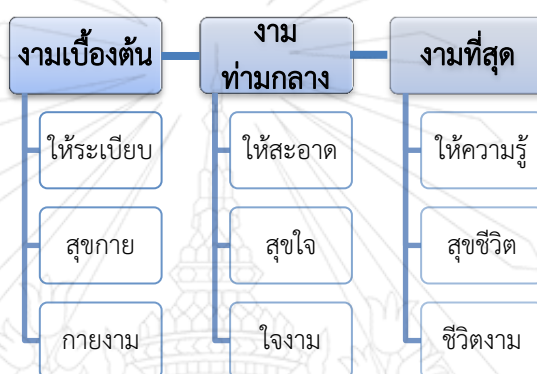 งามเบื้องต้น
งาม
ท่ามกลาง
งามที่สุด
ให้ระเบียบ
ให้สะอาด
ให้ความรู้
สุขกาย
สุขใจ
สุขชีวิต
กายงาม
ใจงาม
ชีวิตงาม